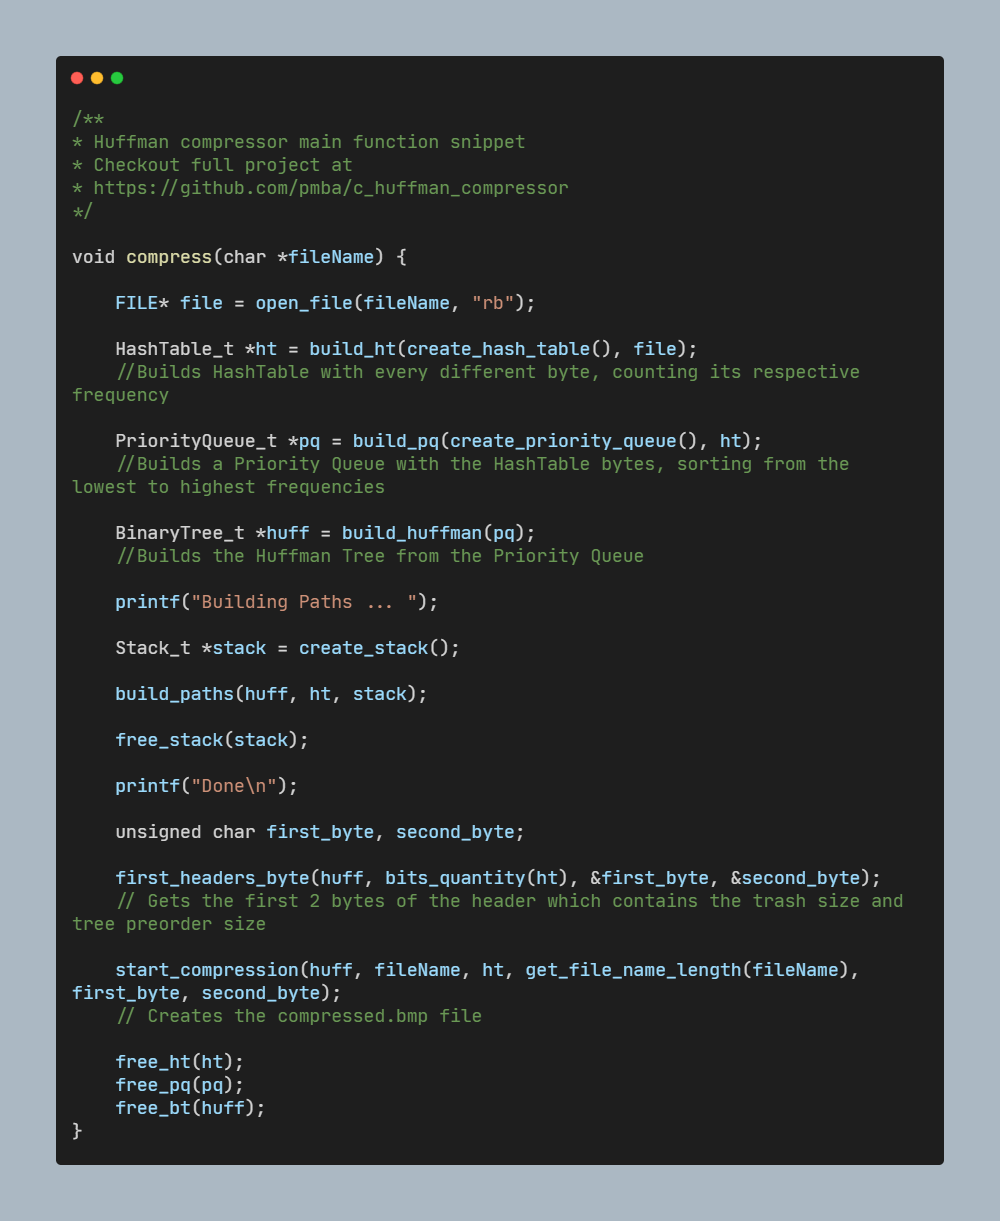 /**
* Huffman compressor main function snippet
* Checkout full project at
* https://github.com/pmba/c_huffman_compressor
*/
void compress(char *fileName) {
    FILE* file = open_file(fileName, "rb");
    HashTable_t *ht = build_ht(create_hash_table(), file);
    //Builds HashTable with every different byte, counting its respective
frequency
    PriorityQueue_t *pq = build_pq(create_priority_queue(), ht);
    //Builds a Priority Queue with the HashTable bytes, sorting from the
lowest to highest frequencies
    BinaryTree_t *huff = build_huffman(pq);
    //Builds the Huffman Tree from the Priority Queue
    printf("Building Paths ... ");
    Stack_t *stack = create_stack();
    build_paths(huff, ht, stack);
    free_stack(stack);
    printf("Done\n");
    unsigned char first_byte, second_byte;
    first_headers_byte(huff, bits_quantity(ht), &first_byte, &second_byte);
    // Gets the first 2 bytes of the header which contains the trash size and
tree preorder size
    start_compression(huff, fileName, ht, get_file_name_length(fileName),
first_byte, second_byte);
    // Creates the compressed.bmp file
    free_ht(ht);
    free_pq(pq);
    free_bt(huff);
}